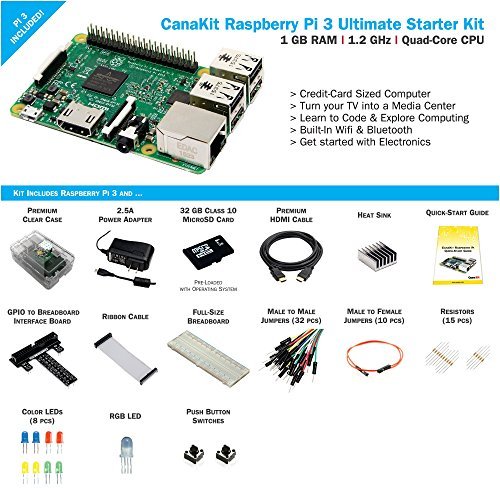 PI 3
INCLUDED!
CanaKit Raspberry Pi 3 Ultimate Starter Kit
1 GB RAM | 1.2 GHz | Quad-Core CPU
> Credit-Card Sized Computer
> Turn your TV into a Media Center
> Learn to Code & Explore Computing
> Built-In Wifi & Bluetooth
> Get started with Electronics
HDMI
EDAC
Kit Includes Raspberry Pi 3 and ...
Premium
Clear Case
2.5A
Power Adapter
32 GB Class 10
MicroSD Card
Premium
HDMI Cable
Heat Sink
Quick-Start Guide
Pre-Loaded
with Operating System
GPIO to Breadboard
Interface Board
Ribbon Cable
Full-Size
Breadboard
Male to Male
Jumpers (32 pcs)
Male to Female
Jumpers (10 pcs)
Resistors
(15 pcs)
Color LEDs
(8 pcs)
RGB LED
Push Button
Switches